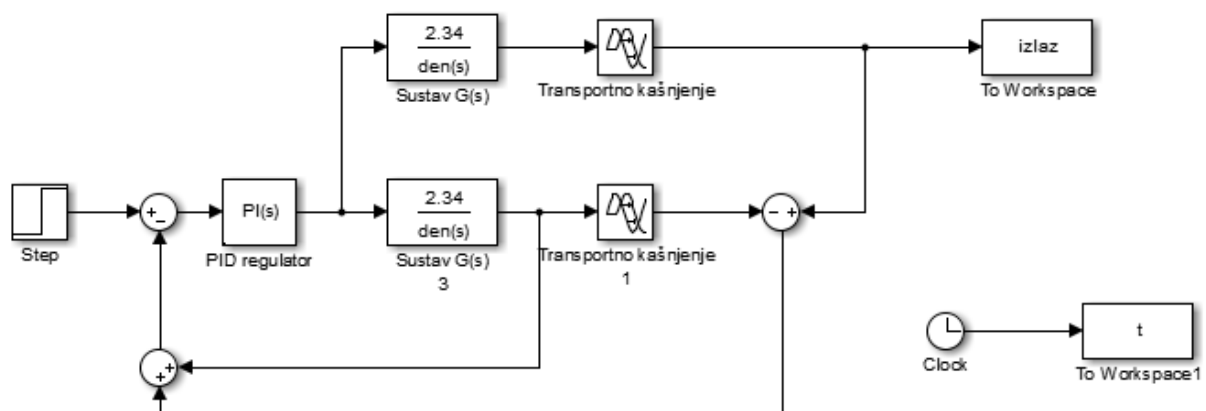 2.34
den(s)
Sustav G(s)
Transportno kašnjenje
izlaz
To Workspace
Step
+
−
PI(s)
PID regulator
2.34
den(s)
Sustav G(s)
3
Transportno kašnjenje
1
− +
Clock
t
To Workspace1
+
+